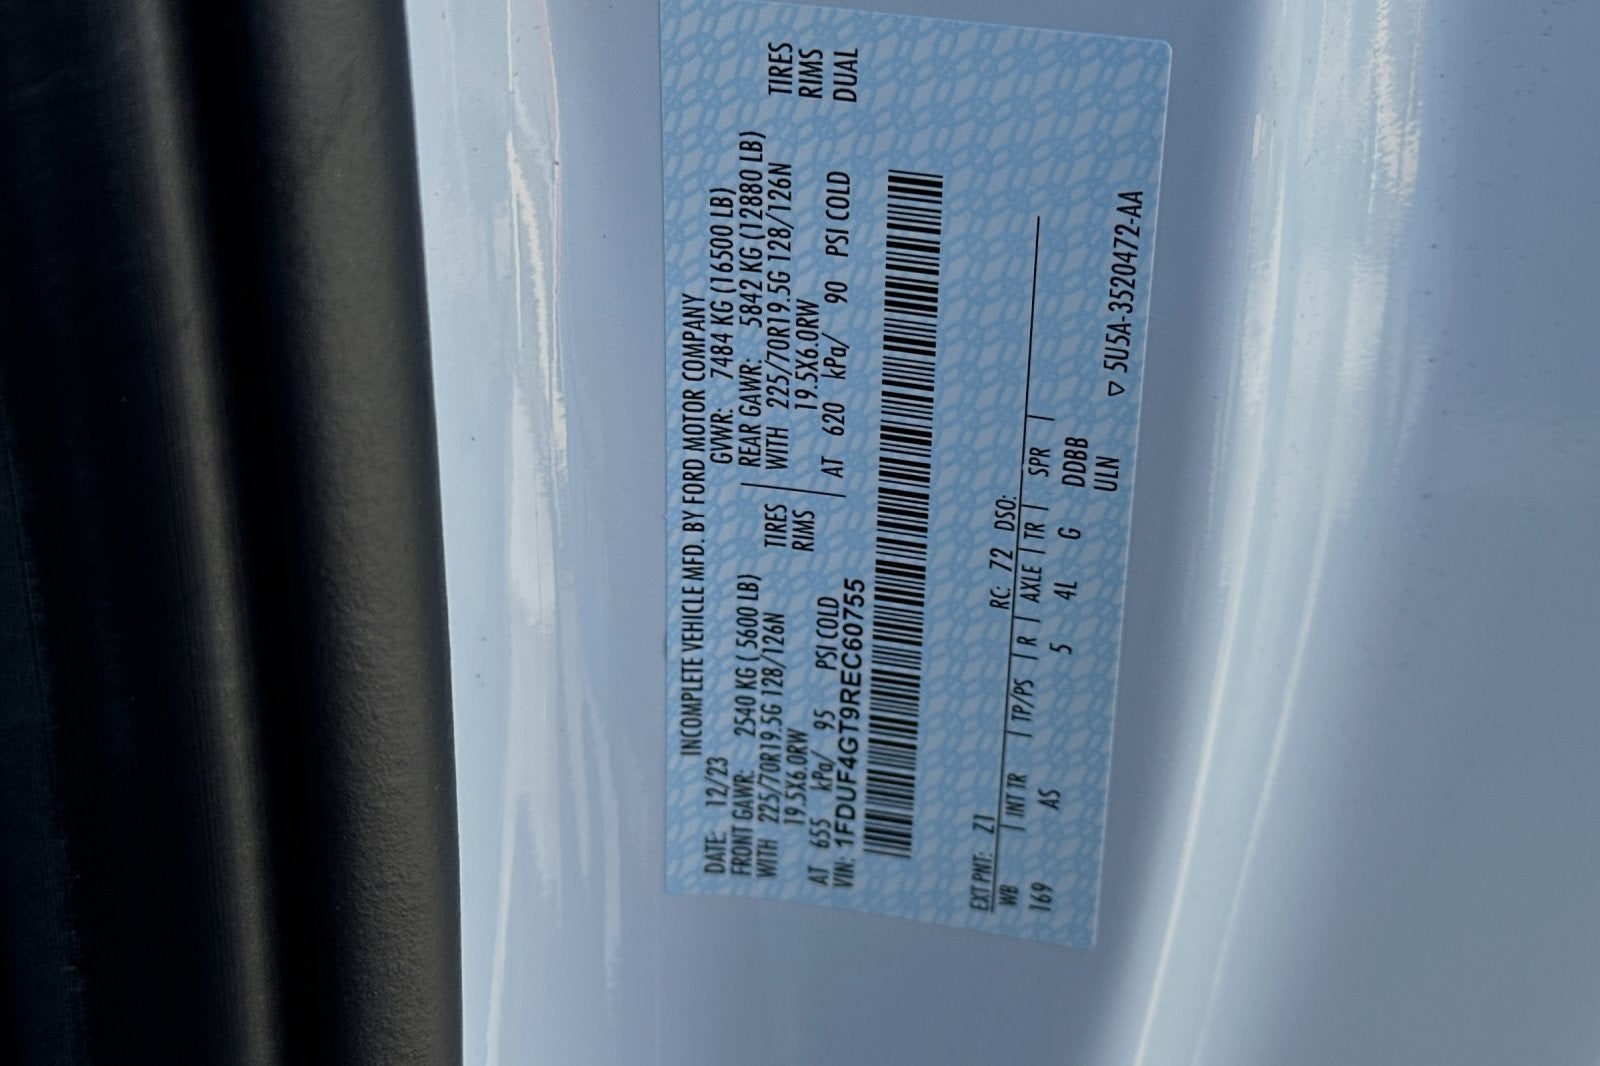 INCOMPLETE VEHICLE MFD. BY FORD MOTOR COMPANY
DATE: 12/23 GVWR: 7484 KG (16500 LB)
FRONT GAWR: 2540 KG ( 5600 LB) REAR GAWR: 5842 KG (12880 LB)
WITH 225/70R19.5G 128/126N TIRES WITH 225/70R19.5G 128/126N TIRES
19.5X6.0RW RIMS 19.5X6.0RW RIMS
AT 655 kPa/ 95 PSI COLD AT 620 kPa/ 90 PSI COLD DUAL
VIN: 1FDUF4GT9REC60755
EXT PNT: Z1 RC: 72 DSO:
WB | INT TR | TP/PS | R | AXLE | TR | SPR |
169 AS 5 4L G DDBB
ULN
▽ 5U5A-3520472-AA